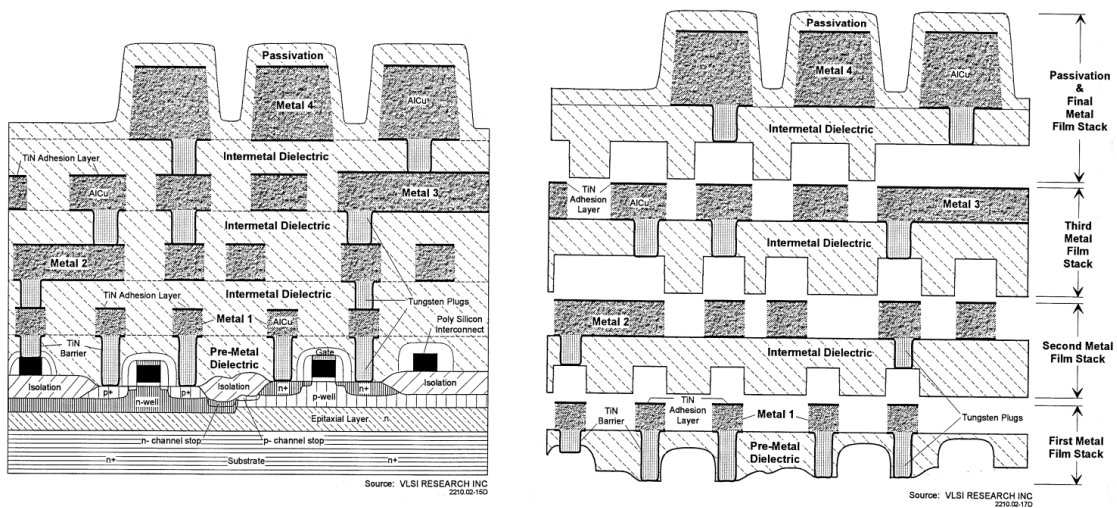 Passivation
Metal 4
AlCu
Intermetal Dielectric
TiN Adhesion Layer
AlCu
Metal 3
Intermetal Dielectric
Metal 2
TiN Adhesion Layer
Intermetal Dielectric
Tungsten Plugs
Metal 1
AlCu
Poly Silicon
Interconnect
TiN
Barrier
Pre-Metal
Dielectric
Gate
Isolation
Isolation
Isolation
p+
p+
n+
n+
n-well
p-well
Epitaxial Layer
n-
n- channel stop
p- channel stop
n+
Substrate
n+
Source: VLSI RESEARCH INC
2210.02-15D
Passivation
Metal 4
AlCu
Intermetal Dielectric
Passivation
&
Final
Metal
Film Stack
TiN
Adhesion
Layer
AlCu
Metal 3
Intermetal Dielectric
Third
Metal
Film
Stack
Metal 2
Intermetal Dielectric
Second Metal
Film Stack
TiN
Barrier
TiN
Adhesion
Layer
Metal 1
Tungsten Plugs
Pre-Metal
Dielectric
First Metal
Film Stack
Source: VLSI RESEARCH INC
2210.02-17D